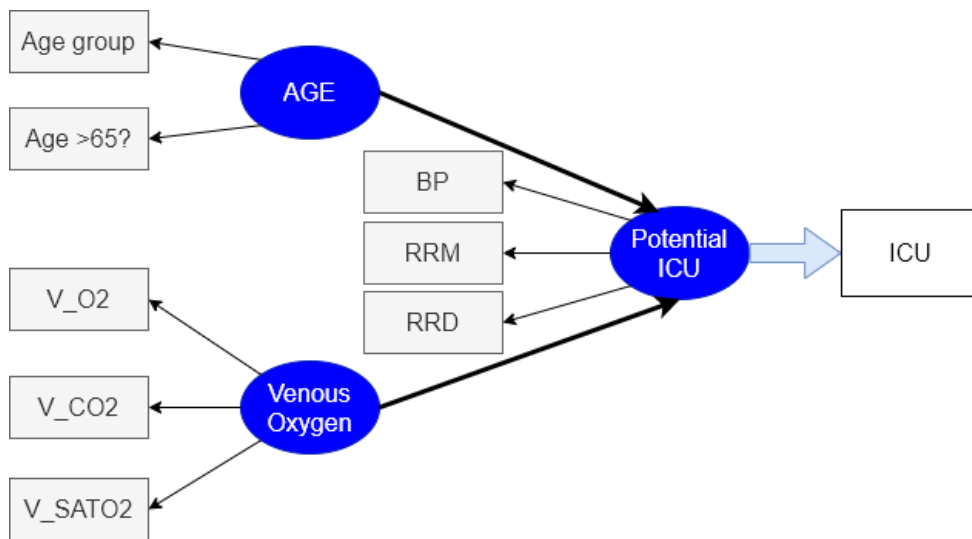 Age group
AGE
Age >65?
BP
RRM
Potential
ICU
ICU
RRD
V_O2
V_CO2
Venous
Oxygen
V_SATO2